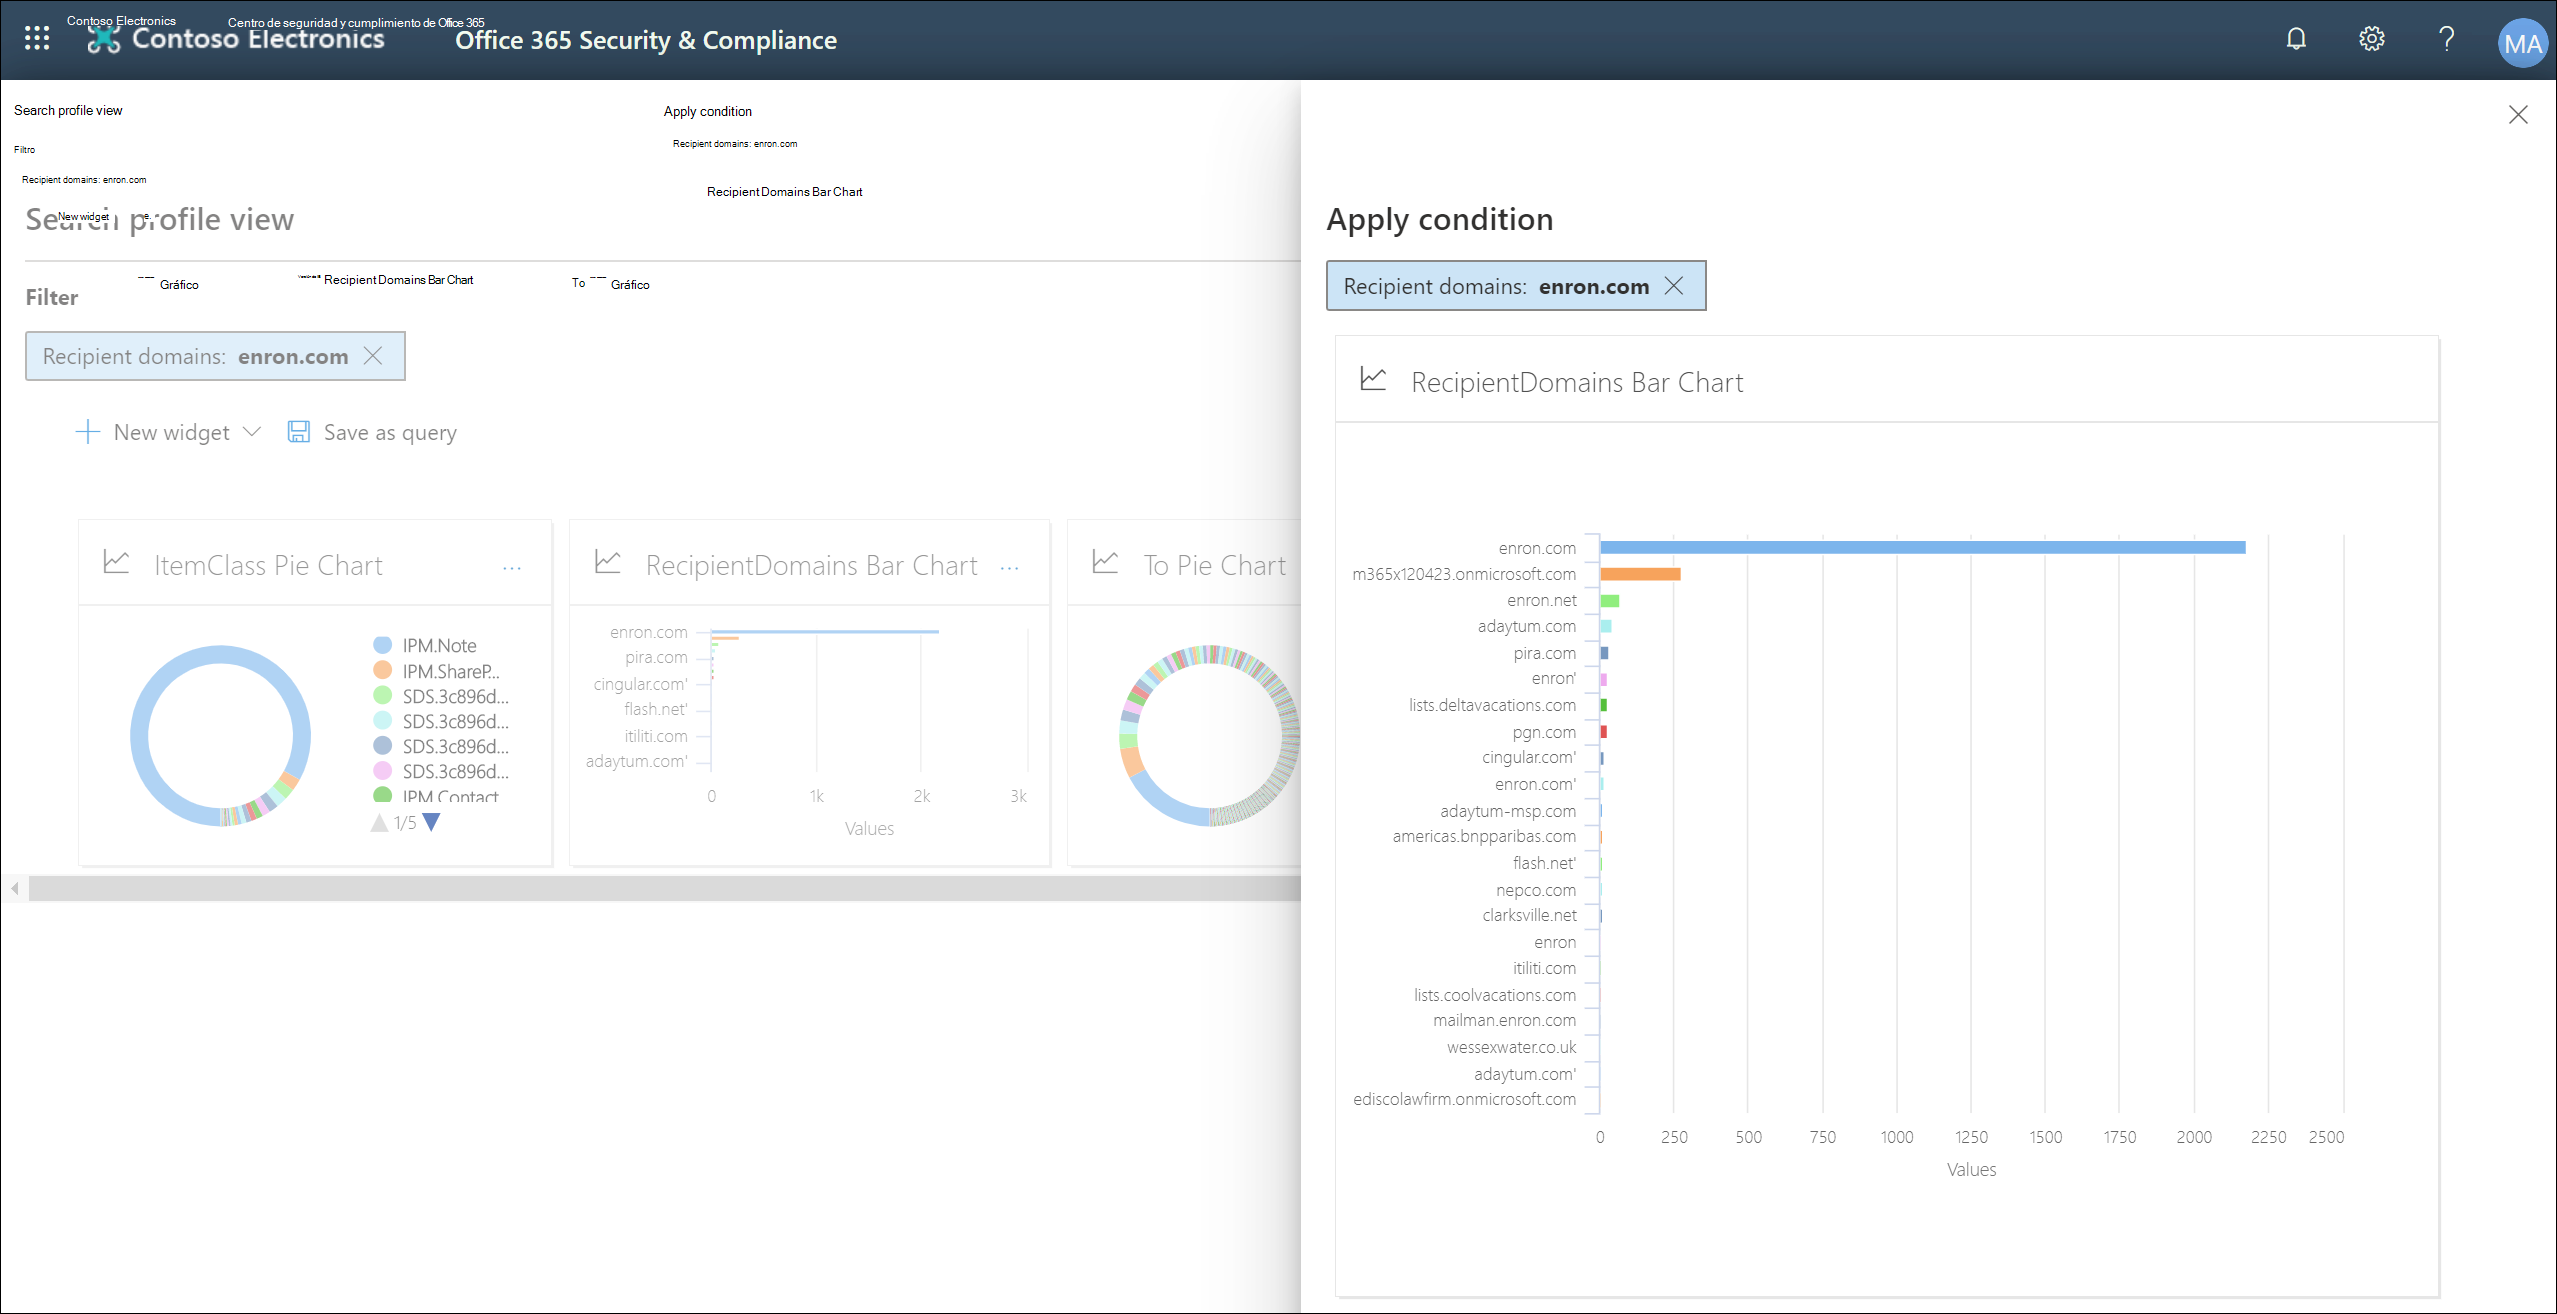 Contoso Electronics
Centro de seguridad y cumplimiento de Office 365
Contoso Electronics
Office 365 Security & Compliance
MA
Search profile view
Apply condition
Filtro
Recipient domains: enron.com
Recipient domains: enron.com
Recipient Domains Bar Chart
New widget
Search profile view
Gráfico
Recipient Domains Bar Chart
To
Gráfico
Filter
Recipient domains: enron.com
New widget
Save as query
ItemClass Pie Chart
...
IPM.Note
IPM.ShareP...
SDS.3c896d...
SDS.3c896d...
SDS.3c896d...
SDS.3c896d...
IPM.Contact
1/5
RecipientDomains Bar Chart
...
enron.com
pira.com
cingular.com'
flash.net'
itiliti.com
adaytum.com'
0 1k 2k 3k
Values
To Pie Chart
Apply condition
Recipient domains: enron.com
RecipientDomains Bar Chart
enron.com
m365x120423.onmicrosoft.com
enron.net
adaytum.com
pira.com
enron'
lists.deltavacations.com
pgn.com
cingular.com'
enron.com'
adaytum-msp.com
americas.bnpparibas.com
flash.net'
nepco.com
clarksville.net
enron
itiliti.com
lists.coolvacations.com
mailman.enron.com
wessexwater.co.uk
adaytum.com'
ediscolawfirm.onmicrosoft.com
0 250 500 750 1000 1250 1500 1750 2000 2250 2500
Values